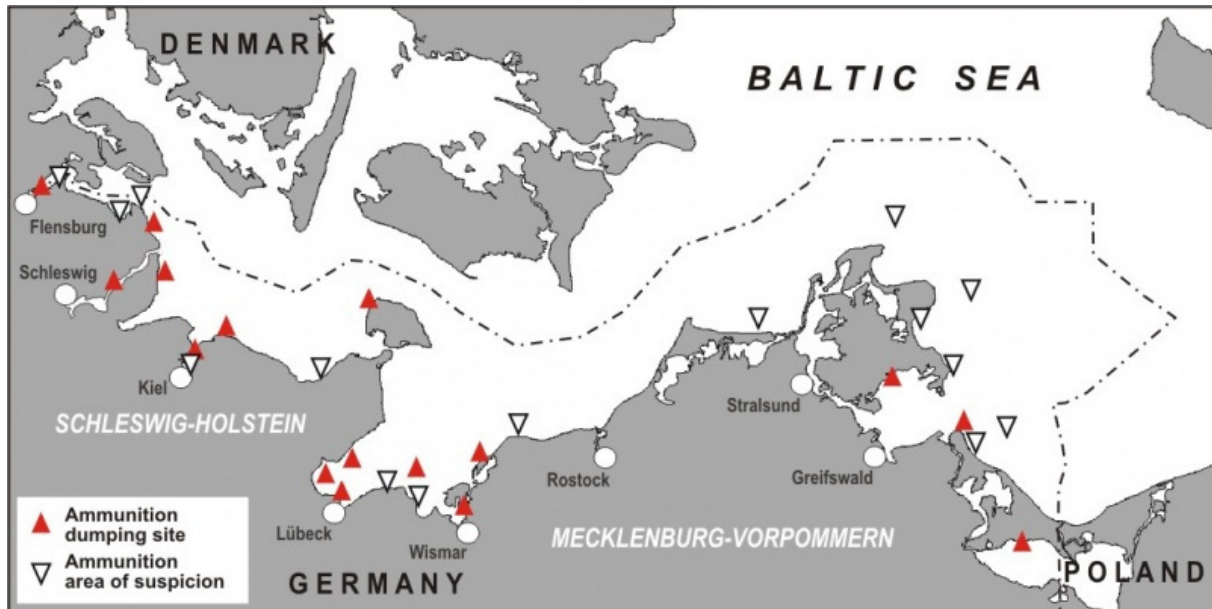 DENMARK
BALTIC SEA
Flensburg
Schleswig
Kiel
Stralsund
SCHLESWIG-HOLSTEIN
Rostock
Greifswald
Ammunition
dumping site
Ammunition
area of suspicion
Lübeck
Wismar
MECKLENBURG-VORPOMMERN
GERMANY
POLAND